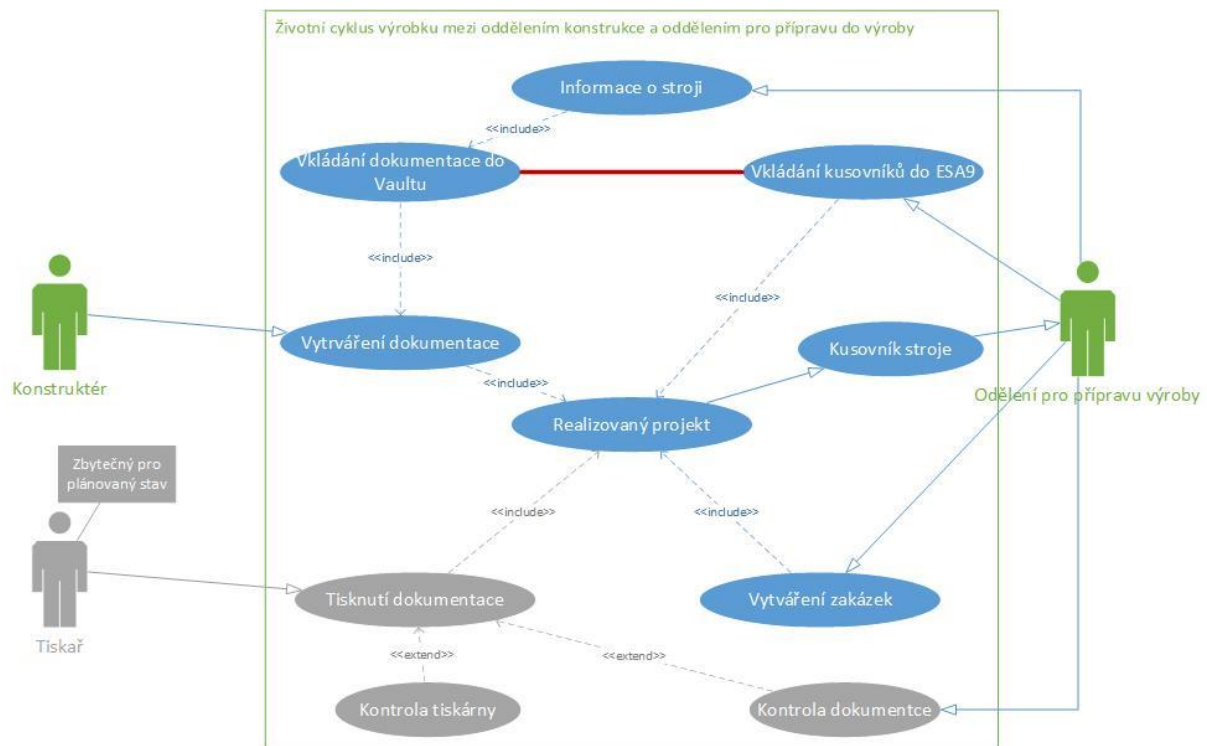 Životní cyklus výrobku mezi oddělením konstrukce a oddělením pro přípravu do výroby
Informace o stroji
<<include>>
Vkládání dokumentace do
Vaultu
Vkládání kusovníků do ESA9
<<include>>
<<include>>
Vytrváření dokumentace
Kusovník stroje
Konstruktér
<<include>>
Odělení pro přípravu výroby
Realizovaný projekt
Zbytečný pro
plánovaný stav
<<include>>
<<include>>
Tisknutí dokumentace
Vytváření zakázek
Tiskař
<<extend>>
<<extend>>
Kontrola tiskárny
Kontrola dokumentce